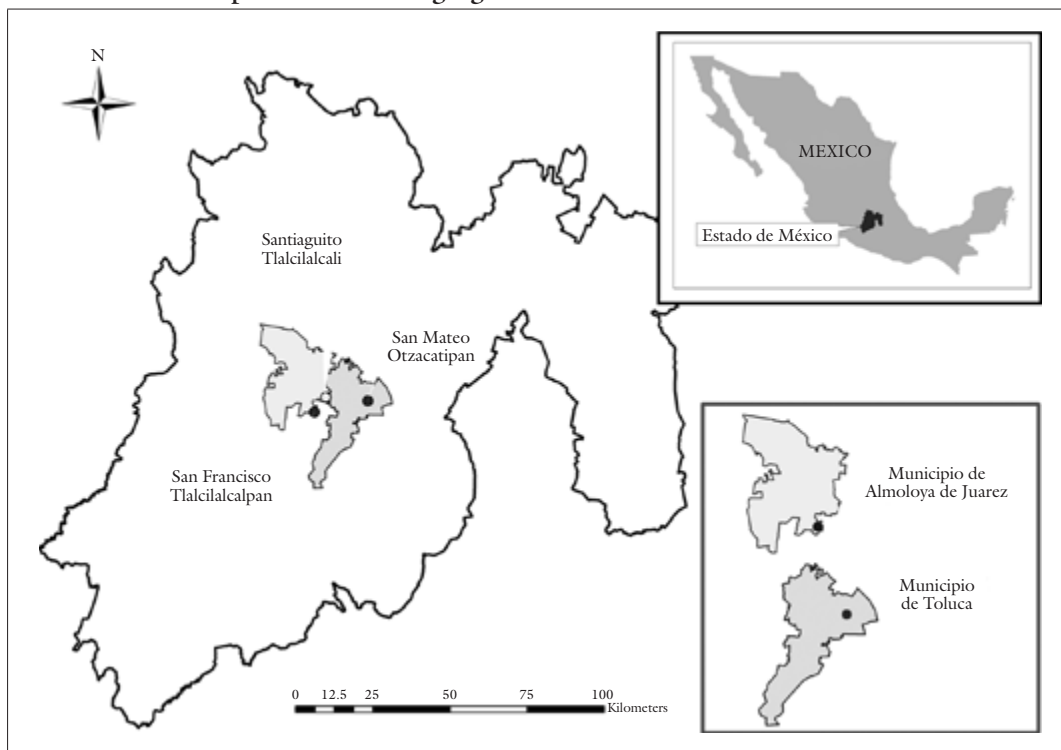 N
MEXICO
Estado de México
Santiaguito
Tlalcilalcali
San Mateo
Otzacatipan
San Francisco
Tlalcilalcalpan
Municipio de
Almoloya de Juarez
Municipio
de Toluca
0 12.5 25 50 75 100
Kilometers